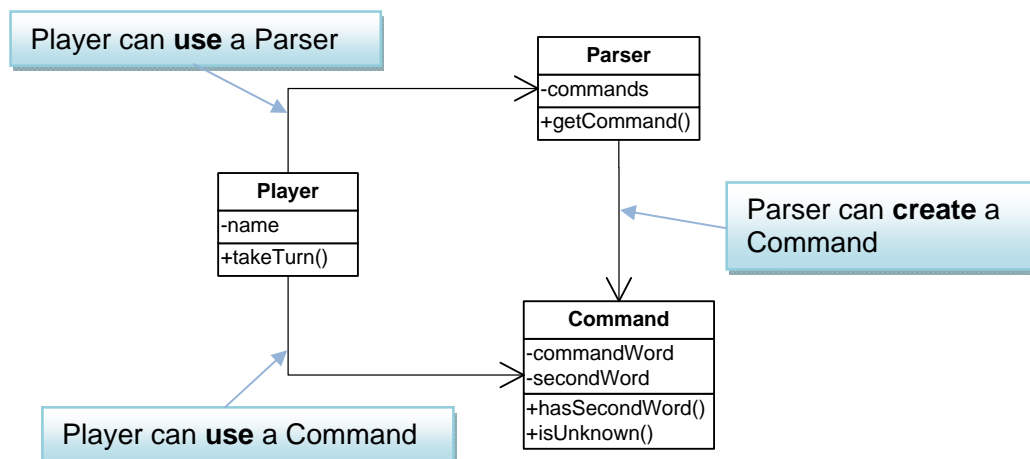 Player can use a Parser
Parser
-commands
+getCommand()
Player
-name
+takeTurn()
Parser can create a
Command
Command
-commandWord
-secondWord
+hasSecondWord()
+isUnknown()
Player can use a Command